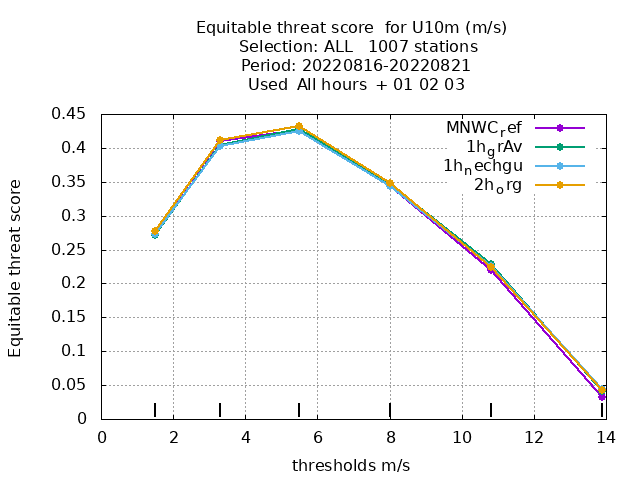 Equitable threat score  for U10m (m/s)
Selection: ALL   1007 stations
Period: 20220816-20220821
Used  All hours  + 01 02 03
MNWC_ref
1h_grAv
1h_nechgu
2h_org
Equitable threat score
0.45
0.4
0.35
0.3
0.25
0.2
0.15
0.1
0.05
0
0 2 4 6 8 10 12 14
thresholds m/s